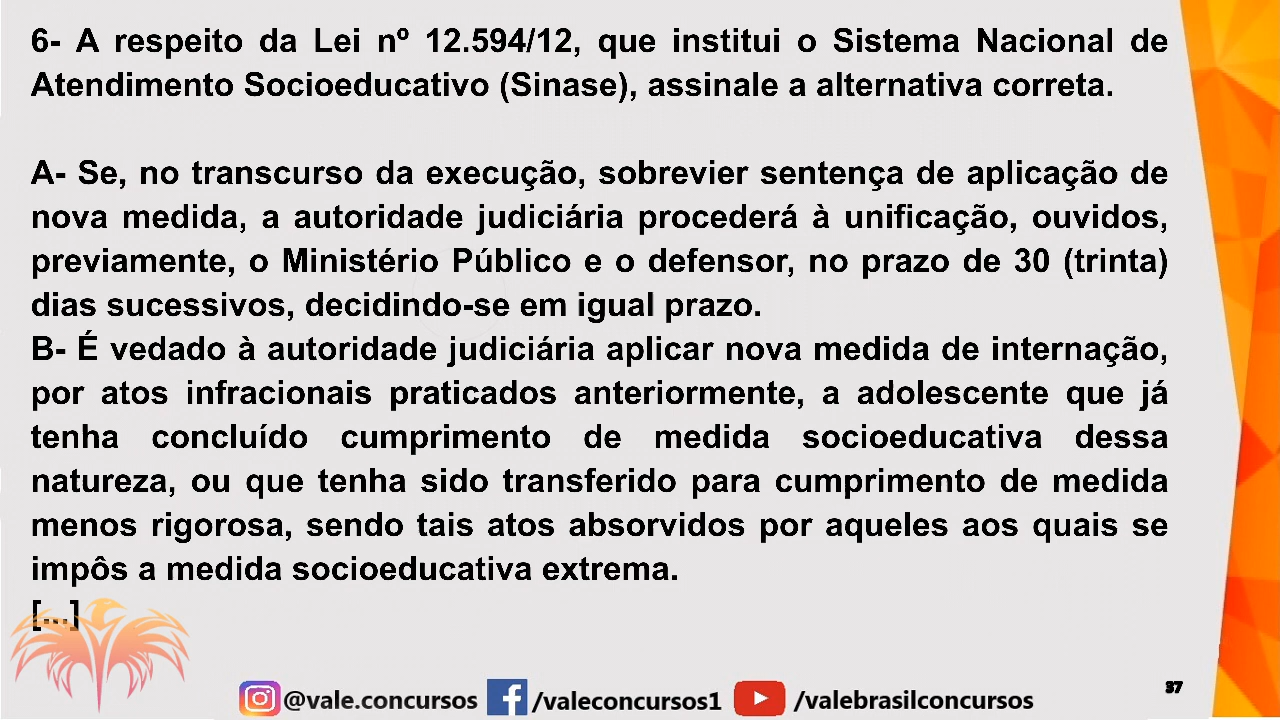 6- A respeito da Lei nº 12.594/12, que institui o Sistema Nacional de
Atendimento Socioeducativo (Sinase), assinale a alternativa correta.
A- Se, no transcurso da execução, sobrevier sentença de aplicação de
nova medida, a autoridade judiciária procederá à unificação, ouvidos,
previamente, o Ministério Público e o defensor, no prazo de 30 (trinta)
dias sucessivos, decidindo-se em igual prazo.
B- É vedado à autoridade judiciária aplicar nova medida de internação,
por atos infracionais praticados anteriormente, a adolescente que já
tenha concluído cumprimento de medida socioeducativa dessa
natureza, ou que tenha sido transferido para cumprimento de medida
menos rigorosa, sendo tais atos absorvidos por aqueles aos quais se
impôs a medida socioeducativa extrema.
[...]
@vale.concursos /valeconcursos1 /valebrasilconcursos
37